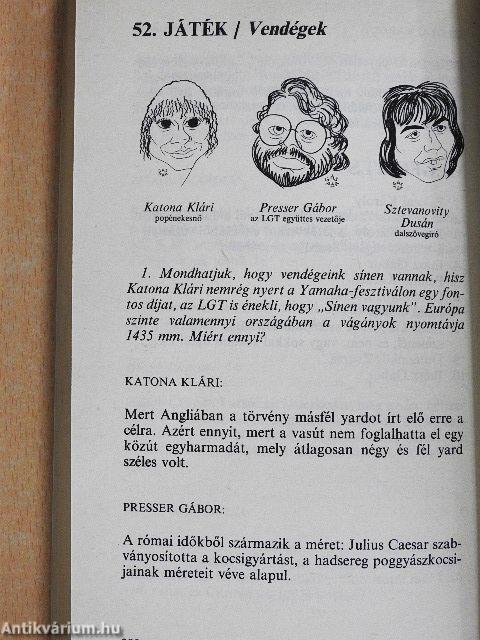 52. JÁTÉK / Vendégek
Katona Klári
popénekesnő
Presser Gábor
az LGT együttes vezetője
Sztevanovity
Dusán
dalszövegíró
1. Mondhatjuk, hogy vendégeink sínen vannak, hisz
Katona Klári nemrég nyert a Yamaha-fesztiválon egy fon-
tos díjat, az LGT is énekli, hogy „Sínen vagyunk”. Európa
szinte valamennyi országában a vágányok nyomtávja
1435 mm. Miért ennyi?
KATONA KLÁRI:
Mert Angliában a törvény másfél yardot írt elő erre a
célra. Azért ennyit, mert a vasút nem foglalhatta el egy
közút egyharmadát, mely átlagosan négy és fél yard
széles volt.
PRESSER GÁBOR:
A római időkből származik a méret: Julius Caesar szab-
ványosította a kocsigyártást, a hadsereg poggyászkocsi-
jainak méreteit véve alapul.
Antikvárium.hu